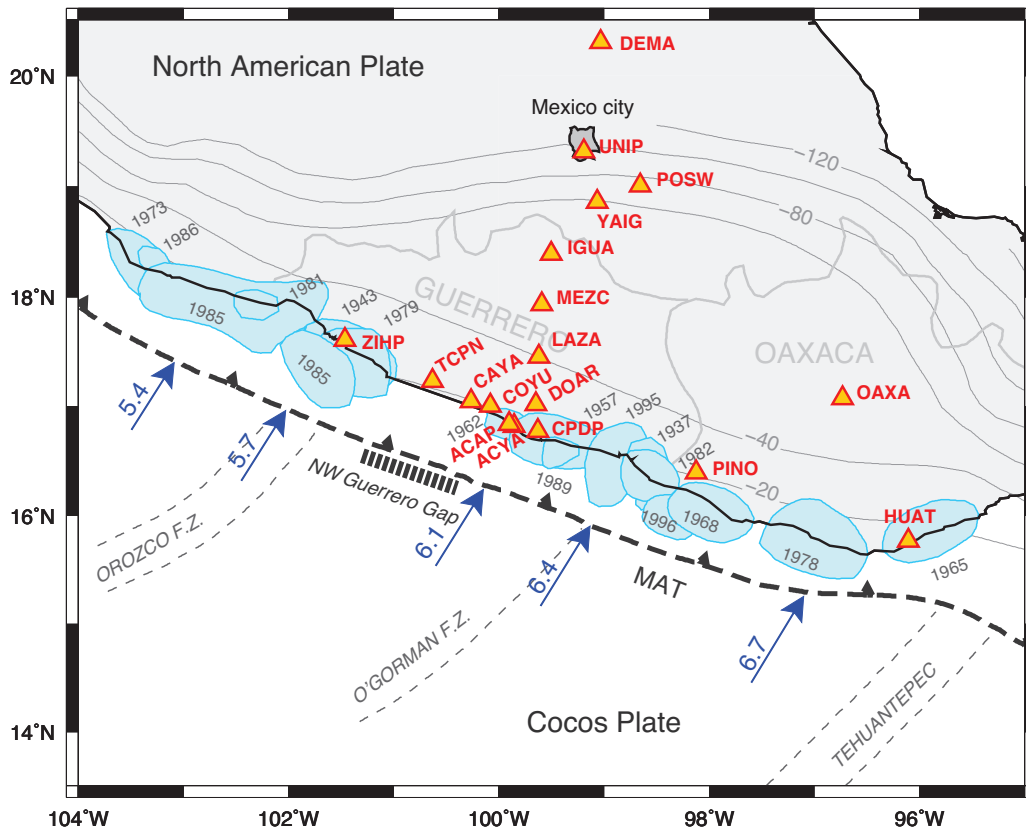 DEMA
20°N
North American Plate
Mexico city
UNIP
-120
POSW
-80
YAIG
1973
1986
IGUA
18°N
1981
GUERRERO
MEZC
1985
1943
1979
ZIHP
LAZA
OAXACA
1985
TCPN
CAYA
COYU
DOAR
OAXA
5.4
1962
1957
1995
ACAP
ACYA
CPDP
1937
-40
5.7
1982
PINO
NW Guerrero Gap
1989
-20
16°N
1996
1968
HUAT
OROZCO F.Z.
6.1
6.4
MAT
1978
1965
6.7
O'GORMAN F.Z.
Cocos Plate
TEHUANTEPEC
14°N
104°W
102°W
100°W
98°W
96°W